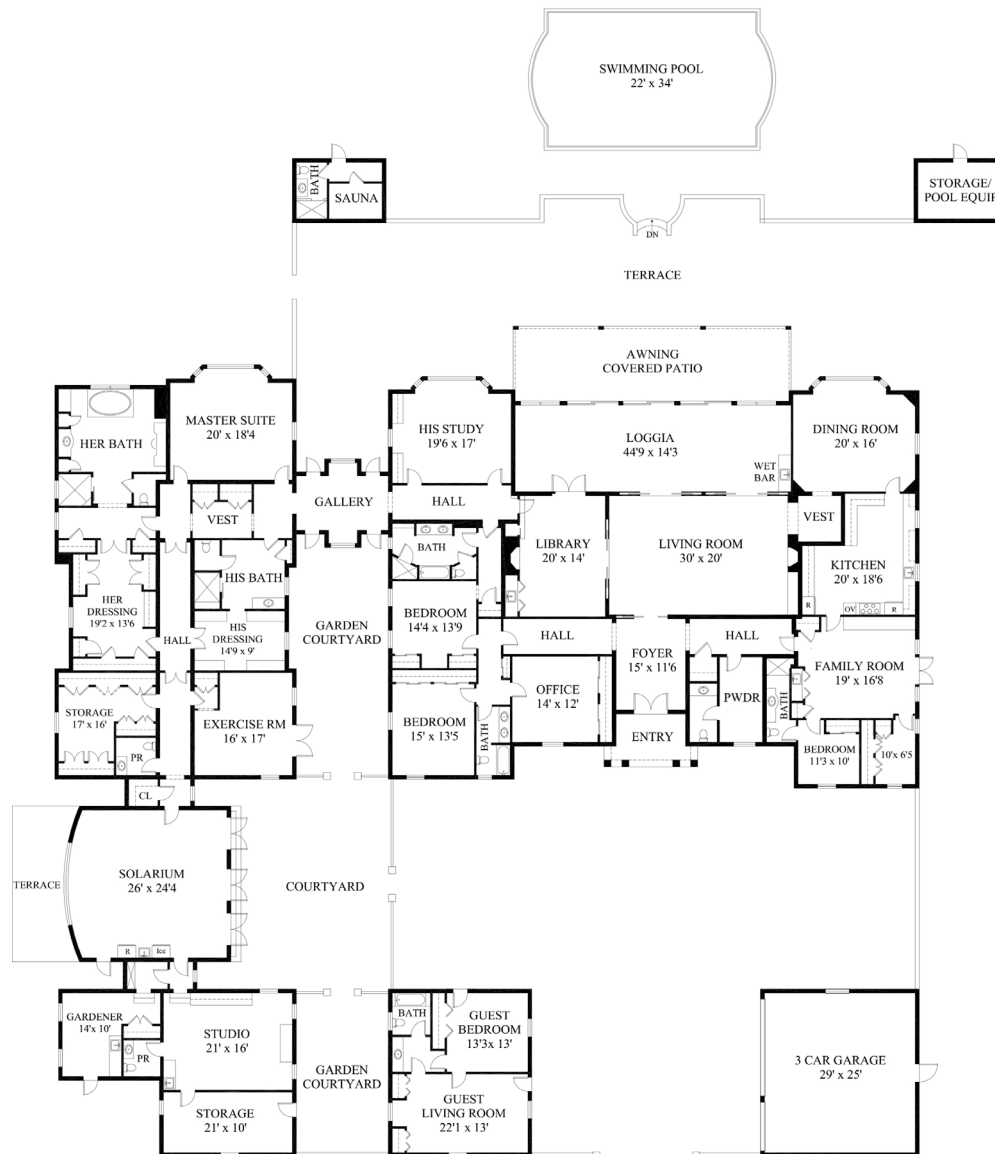 SWIMMING POOL
22' x 34'
BATH
SAUNA
STORAGE/
POOL EQUIP
DN
TERRACE
AWNING
COVERED PATIO
MASTER SUITE
20' x 18'4
HER BATH
HIS STUDY
19'6 x 17'
LOGGIA
44'9 x 14'3
WET
BAR
DINING ROOM
20' x 16'
GALLERY
HALL
VEST
VEST
BATH
LIBRARY
20' x 14'
LIVING ROOM
30' x 20'
KITCHEN
20' x 18'6
HIS BATH
HER
DRESSING
19'2 x 13'6
R
OV
R
BEDROOM
14'4 x 13'9
GARDEN
COURTYARD
HIS
DRESSING
14'9 x 9'
HALL
HALL
FOYER
15' x 11'6
HALL
FAMILY ROOM
19' x 16'8
OFFICE
14' x 12'
PWDR
BATH
STORAGE
17' x 16'
EXERCISE RM
16' x 17'
BEDROOM
15' x 13'5
BATH
ENTRY
PR
BEDROOM
11'3 x 10'
10' x 6'5
CL
SOLARIUM
26' x 24'4
TERRACE
COURTYARD
R
Ice
GARDENER
14'x 10'
BATH
GUEST
BEDROOM
13'3x 13'
STUDIO
21' x 16'
PR
GARDEN
COURTYARD
3 CAR GARAGE
29' x 25'
GUEST
LIVING ROOM
22'1 x 13'
STORAGE
21' x 10'